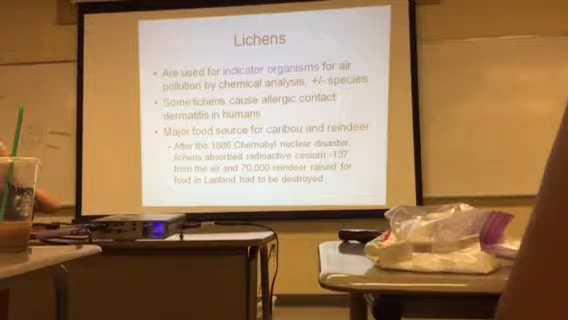 Lichens
• Are used for indicator organisms for air
pollution by chemical analysis, +/- species
• Some lichens cause allergic contact
dermatitis in humans
• Major food source for caribou and reindeer
- After the 1986 Chernobyl nuclear disaster,
lichens absorbed radioactive cesium -137
from the air and 70,000 reindeer raised for
food in Lapland had to be destroyed.